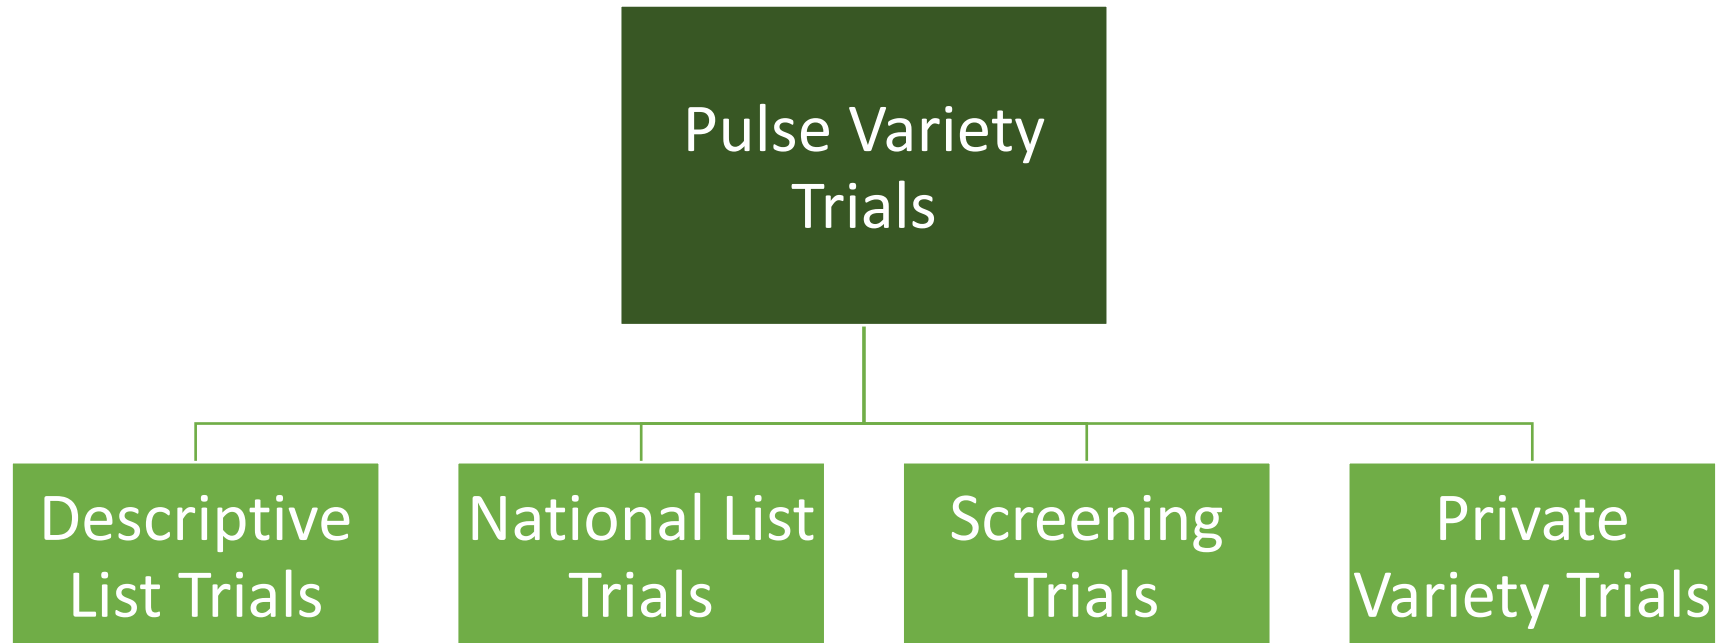 Pulse Variety
Trials
Descriptive
List Trials
National List
Trials
Screening
Trials
Private
Variety Trials